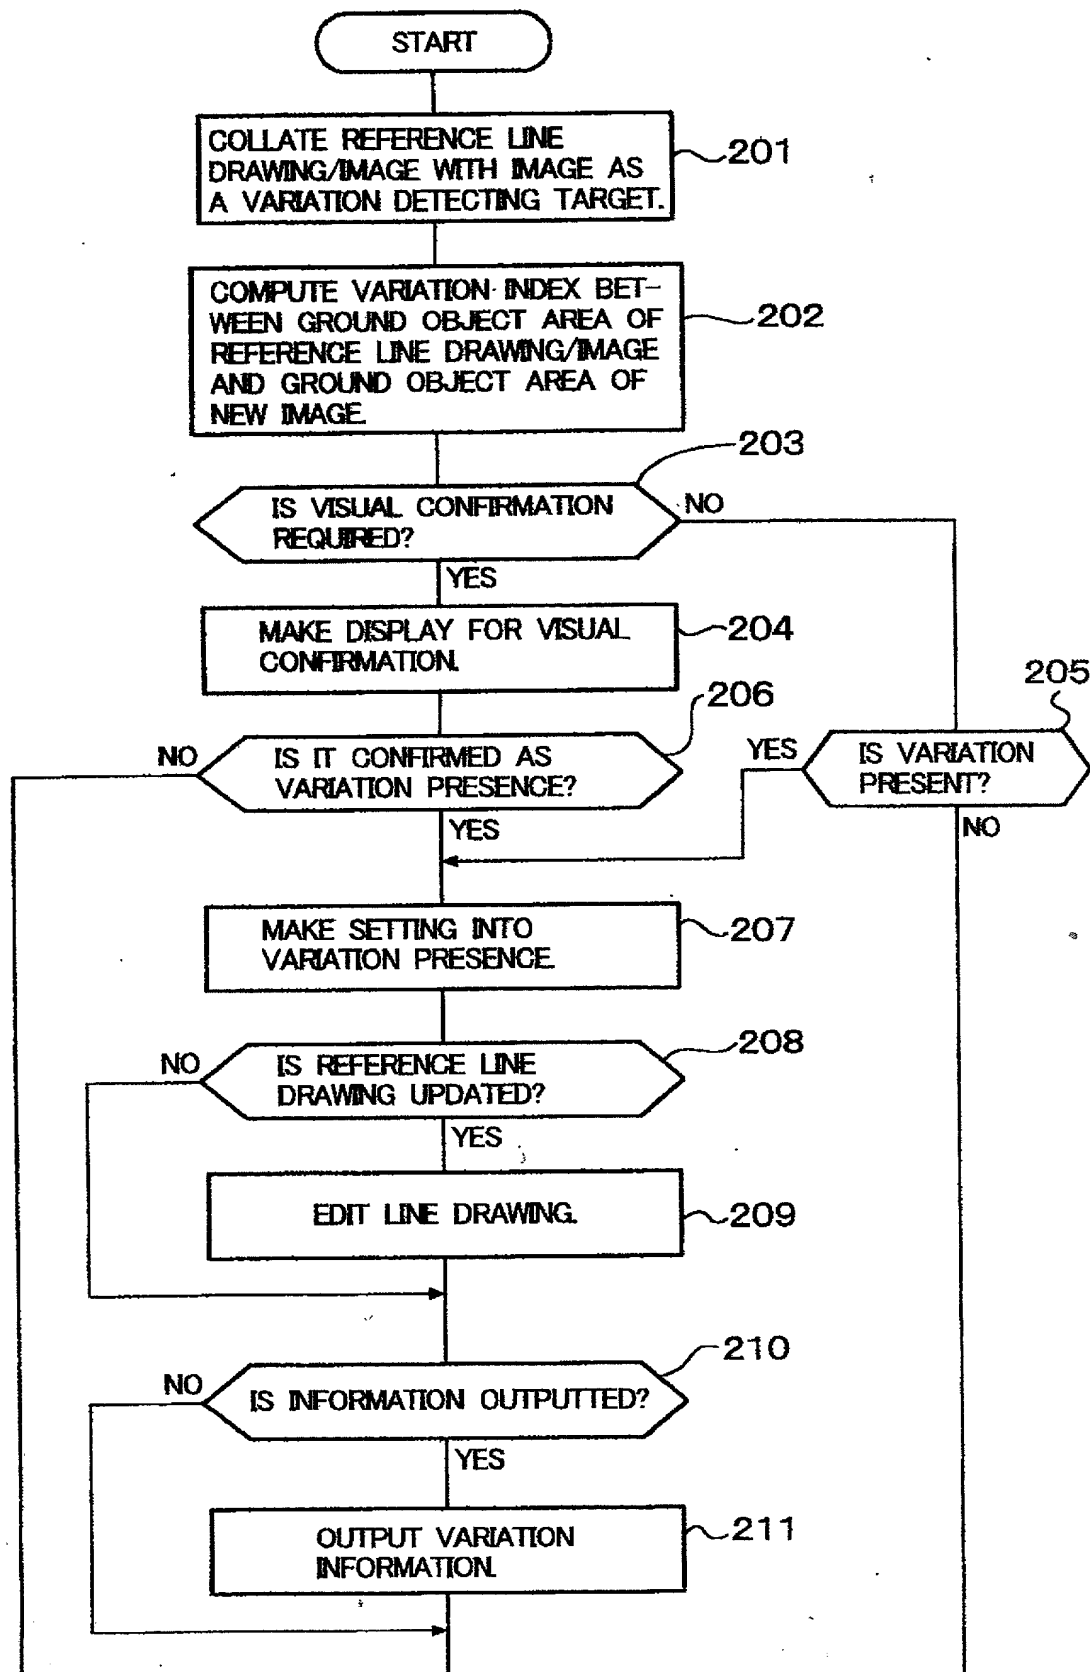 START
COLLATE REFERENCE LINE
DRAWING/IMAGE WITH IMAGE AS
A VARIATION DETECTING TARGET.
201
COMPUTE VARIATION INDEX BET-
WEEN GROUND OBJECT AREA OF
REFERENCE LINE DRAWING/IMAGE
AND GROUND OBJECT AREA OF
NEW IMAGE.
202
203
IS VISUAL CONFIRMATION
REQUIRED?
NO
YES
MAKE DISPLAY FOR VISUAL
CONFIRMATION.
204
205
206
NO
IS IT CONFIRMED AS
VARIATION PRESENCE?
YES
IS VARIATION
PRESENT?
YES
NO
MAKE SETTING INTO
VARIATION PRESENCE.
207
208
NO
IS REFERENCE LINE
DRAWING UPDATED?
YES
EDIT LINE DRAWING.
209
210
NO
IS INFORMATION OUTPUTTED?
YES
OUTPUT VARIATION
INFORMATION.
211